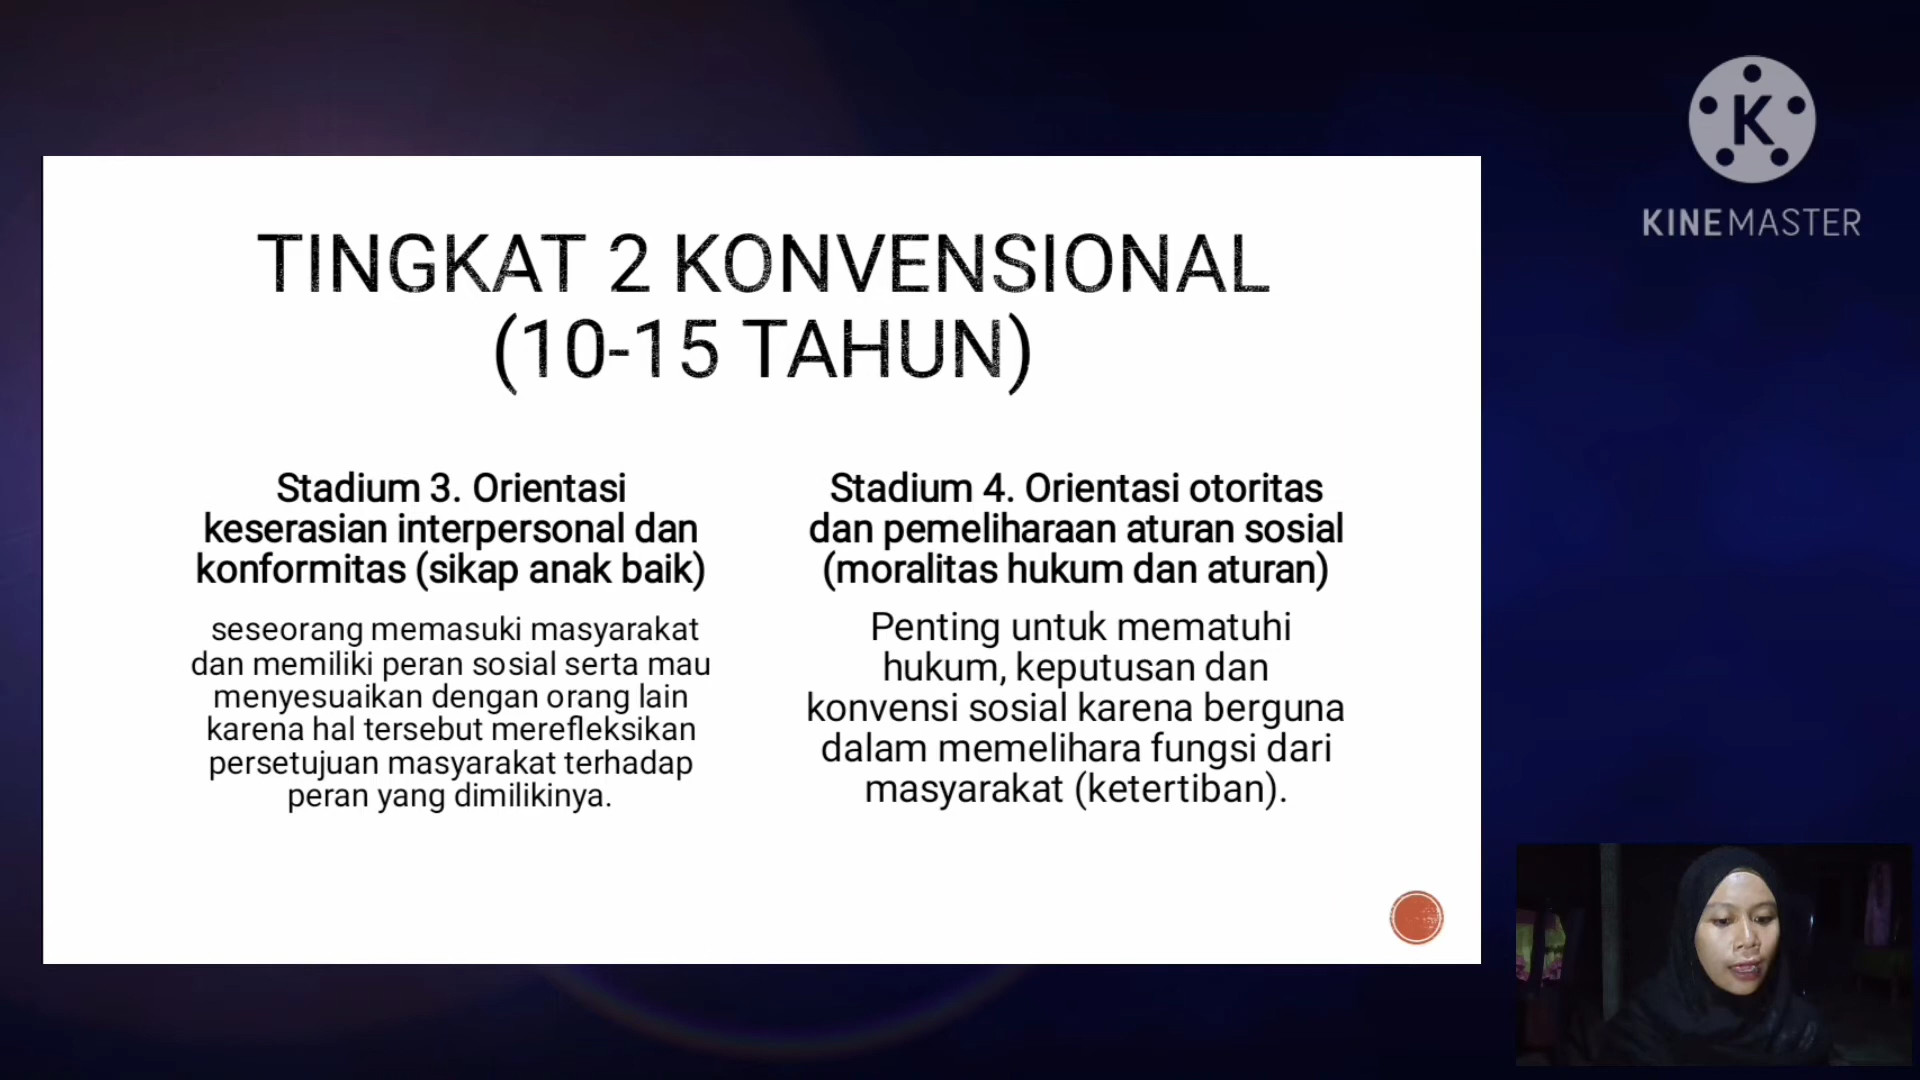 TINGKAT 2 KONVENSIONAL
(10-15 TAHUN)
Stadium 3. Orientasi
keserasian interpersonal dan
konformitas (sikap anak baik)
seseorang memasuki masyarakat
dan memiliki peran sosial serta mau
menyesuaikan dengan orang lain
karena hal tersebut merefleksikan
persetujuan masyarakat terhadap
peran yang dimilikinya.
Stadium 4. Orientasi otoritas
dan pemeliharaan aturan sosial
(moralitas hukum dan aturan)
Penting untuk mematuhi
hukum, keputusan dan
konvensi sosial karena berguna
dalam memelihara fungsi dari
masyarakat (ketertiban).
K
KINEMASTER